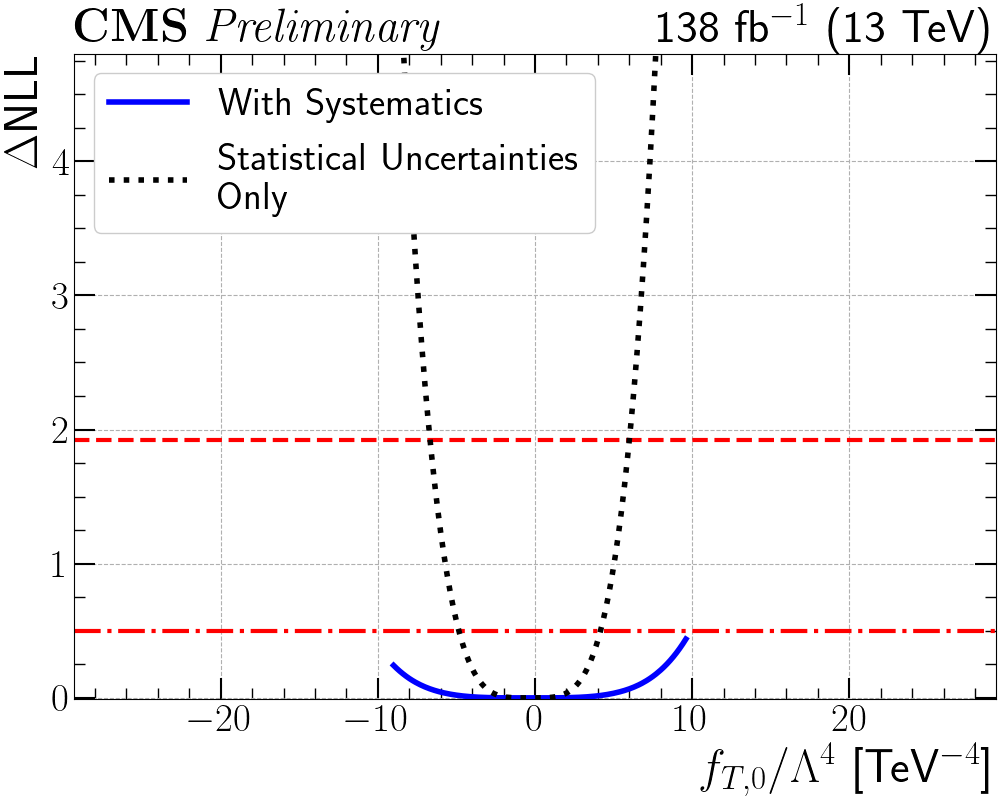 CMS Preliminary
138 fb⁻¹ (13 TeV)
ΔNLL
With Systematics
Statistical Uncertainties
Only
4
3
2
1
0
−20 −10 0 10 20
f_{T,0}/Λ⁴ [TeV⁻⁴]